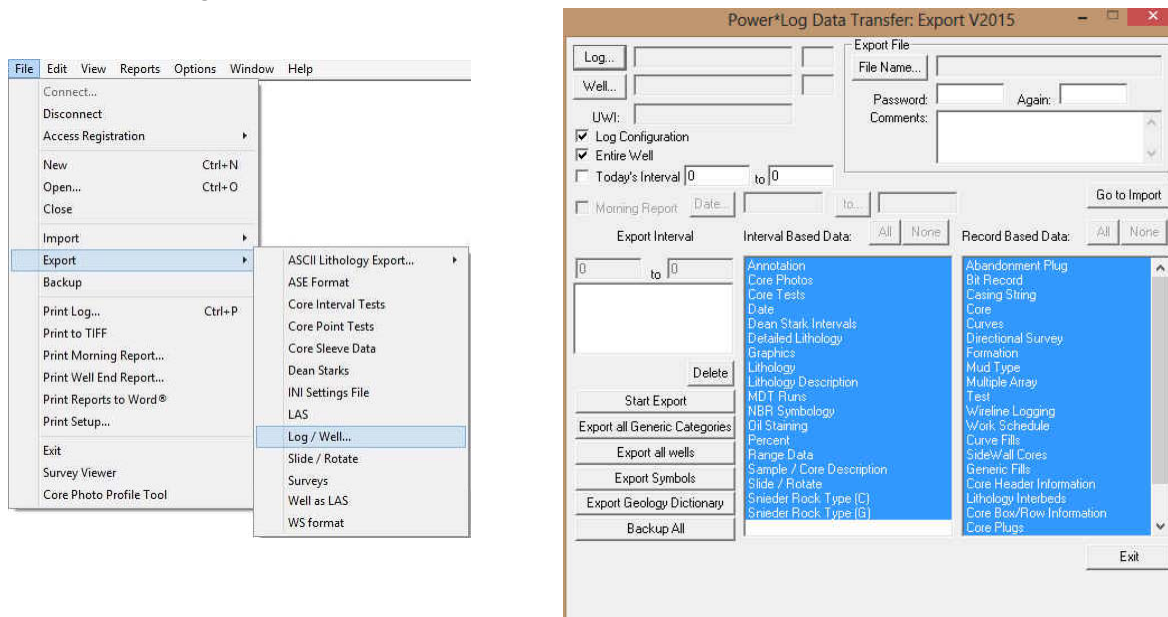 File Edit View Reports Options Window Help
Connect...
Disconnect
Access Registration
New Ctrl+N
Open... Ctrl+O
Close
Import
Export
Backup
Print Log... Ctrl+P
Print to TIFF
Print Morning Report...
Print Well End Report...
Print Reports to Word®
Print Setup...
Exit
Survey Viewer
Core Photo Profile Tool
ASCII Lithology Export...
ASE Format
Core Interval Tests
Core Point Tests
Core Sleeve Data
Dean Starks
INI Settings File
LAS
Log / Well...
Slide / Rotate
Surveys
Well as LAS
WS format
Power*Log Data Transfer: Export V2015
Log...
Well...
UWI:
Log Configuration
Entire Well
Today's Interval 0 to 0
Morning Report Date... to...
Export File
File Name...
Password: Again:
Comments:
Go to Import
Export Interval
0 to 0
Delete
Start Export
Export all Generic Categories
Export all wells
Export Symbols
Export Geology Dictionary
Backup All
Interval Based Data: All None
Annotation
Core Photos
Core Tests
Date
Dean Stark Intervals
Detailed Lithology
Graphics
Lithology
Lithology Description
MDT Runs
NBR Symbology
Oil Staining
Percent
Range Data
Sample / Core Description
Slide / Rotate
Snieder Rock Type (C)
Snieder Rock Type (G)
Record Based Data: All None
Abandonment Plug
Bit Record
Casing String
Core
Curves
Directional Survey
Formation
Mud Type
Multiple Array
Test
Wireline Logging
Work Schedule
Curve Fills
SideWall Cores
Generic Fills
Core Header Information
Lithology Interbeds
Core Box/Row Information
Core Plugs
Exit